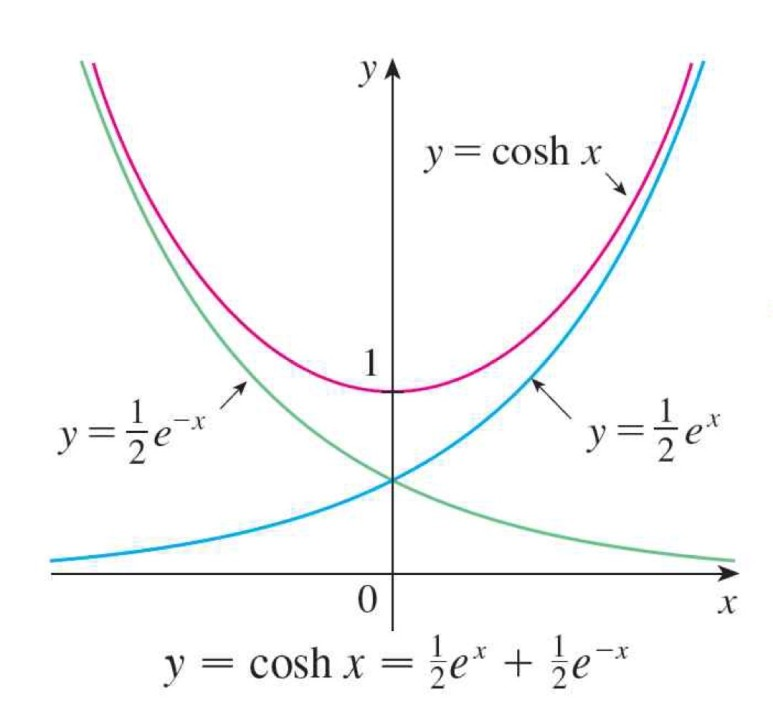 y
y = cosh x
1
y = 1/2 e^−x
y = 1/2 e^x
0
x
y = cosh x = 1/2 e^x + 1/2 e^−x